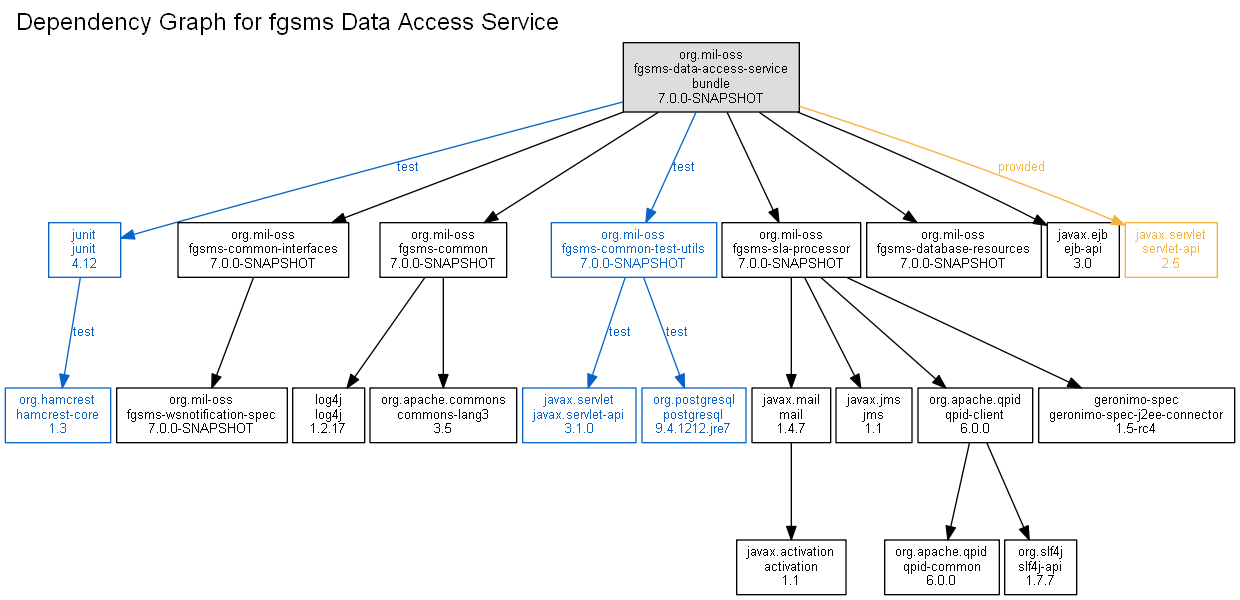 Dependency Graph for fgsms Data Access Service
org.mil-oss
fgsms-data-access-service
bundle
7.0.0-SNAPSHOT
test
test
provided
junit
junit
4.12
org.mil-oss
fgsms-common-interfaces
7.0.0-SNAPSHOT
org.mil-oss
fgsms-common
7.0.0-SNAPSHOT
org.mil-oss
fgsms-common-test-utils
7.0.0-SNAPSHOT
org.mil-oss
fgsms-sla-processor
7.0.0-SNAPSHOT
org.mil-oss
fgsms-database-resources
7.0.0-SNAPSHOT
javax.ejb
ejb-api
3.0
javax.servlet
servlet-api
2.5
test
test
test
org.hamcrest
hamcrest-core
1.3
org.mil-oss
fgsms-wsnotification-spec
7.0.0-SNAPSHOT
log4j
log4j
1.2.17
org.apache.commons
commons-lang3
3.5
javax.servlet
javax.servlet-api
3.1.0
org.postgresql
postgresql
9.4.1212.jre7
javax.mail
mail
1.4.7
javax.jms
jms
1.1
org.apache.qpid
qpid-client
6.0.0
geronimo-spec
geronimo-spec-j2ee-connector
1.5-rc4
javax.activation
activation
1.1
org.apache.qpid
qpid-common
6.0.0
org.slf4j
slf4j-api
1.7.7